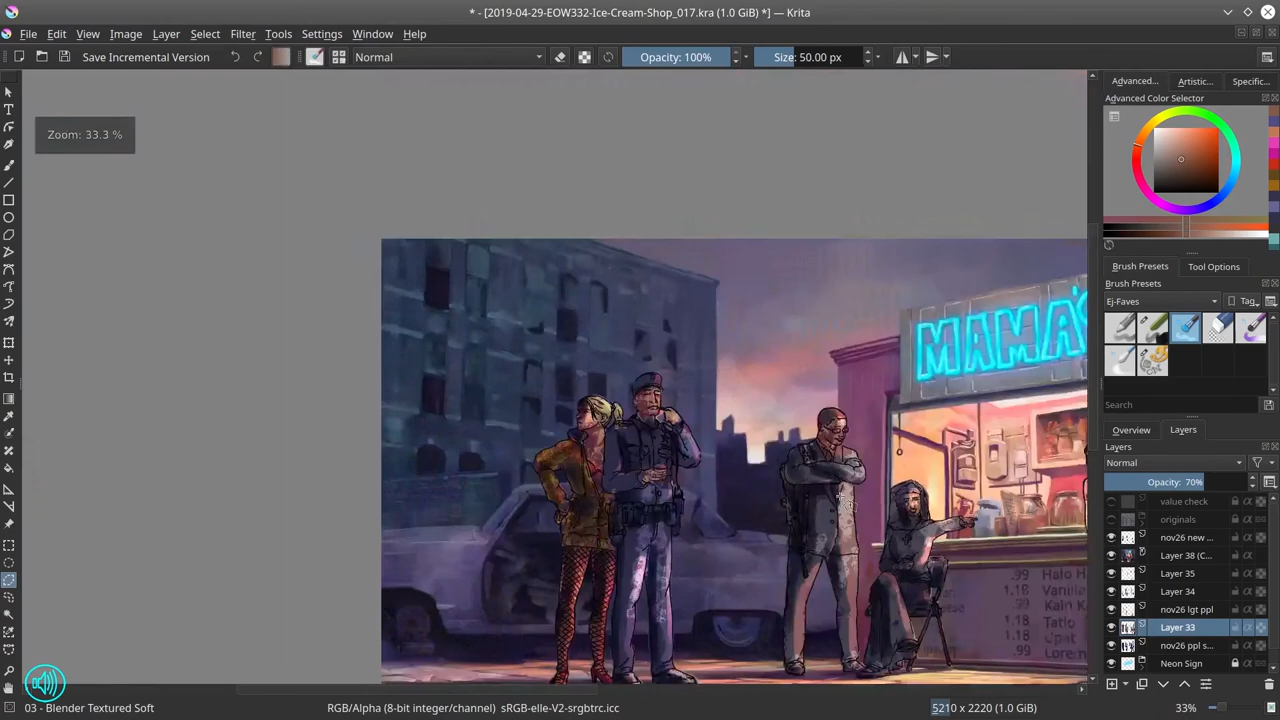 * - [2019-04-29-EOW332-Ice-Cream-Shop_017.kra (1.0 GiB) *] — Krita
File Edit View Image Layer Select Filter Tools Settings Window Help
Save Incremental Version Normal Opacity: 100% Size: 50.00 px
Zoom: 33.3 %
Advanced... Artistic... Specific...
Advanced Color Selector
Brush Presets Tool Options
Brush Presets
Ej-Faves Tag
Search
Overview Layers
Layers
Normal
Opacity: 70%
value check
originals
nov26 new ...
Layer 38 (C...
Layer 35
Layer 34
nov26 lgt ppl
Layer 33
nov26 ppl s...
Neon Sign
MAMA'S
.99 Halo H
1.18 Vanilla
.99
1.18
1.18
.99 Lorem
03 - Blender Textured Soft
RGB/Alpha (8-bit integer/channel) sRGB-elle-V2-srgbtrc.icc
5210 x 2220 (1.0 GiB)
33%